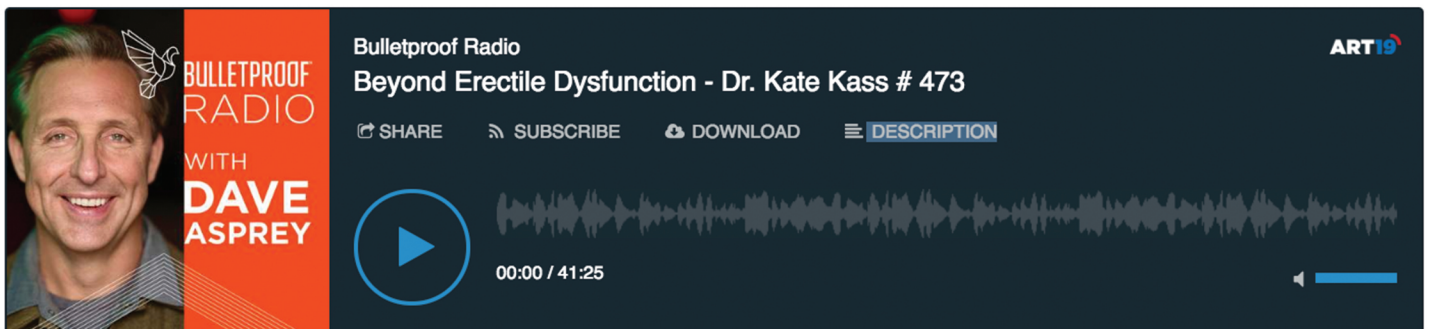 BULLETPROOF
RADIO
WITH
DAVE
ASPREY
Bulletproof Radio
Beyond Erectile Dysfunction - Dr. Kate Kass # 473
SHARE SUBSCRIBE DOWNLOAD DESCRIPTION
00:00 / 41:25
ART19